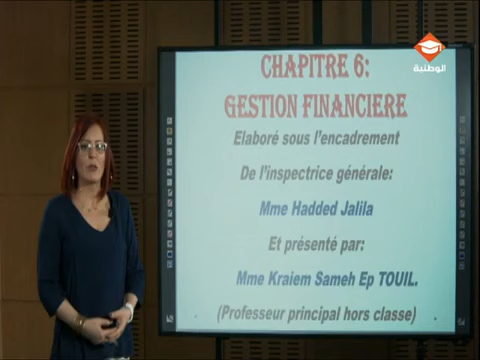 الوطنية
CHAPITRE 6:
GESTION FINANCIERE
Elaboré sous l'encadrement
De l'inspectrice générale:
Mme Hadded Jalila
Et présenté par:
Mme Kraiem Sameh Ep TOUIL.
(Professeur principal hors classe)